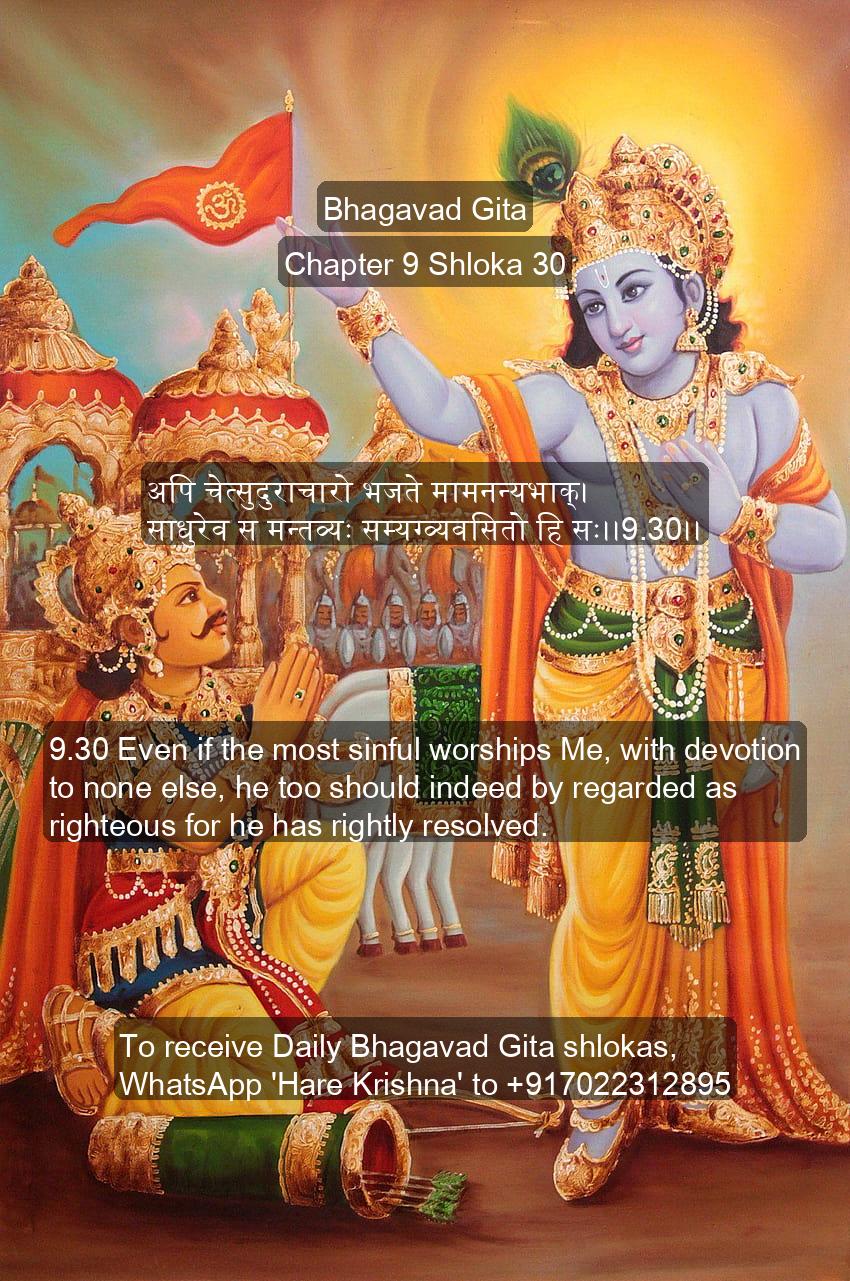 ॐ
Bhagavad Gita
Chapter 9 Shloka 30
अपि चेत्सुदुराचारो भजते मामनन्यभाक्।
साधुरेव स मन्तव्यः सम्यग्व्यवसितो हि सः।।9.30।।
9.30 Even if the most sinful worships Me, with devotion
to none else, he too should indeed by regarded as
righteous for he has rightly resolved.
To receive Daily Bhagavad Gita shlokas,
WhatsApp 'Hare Krishna' to +917022312895